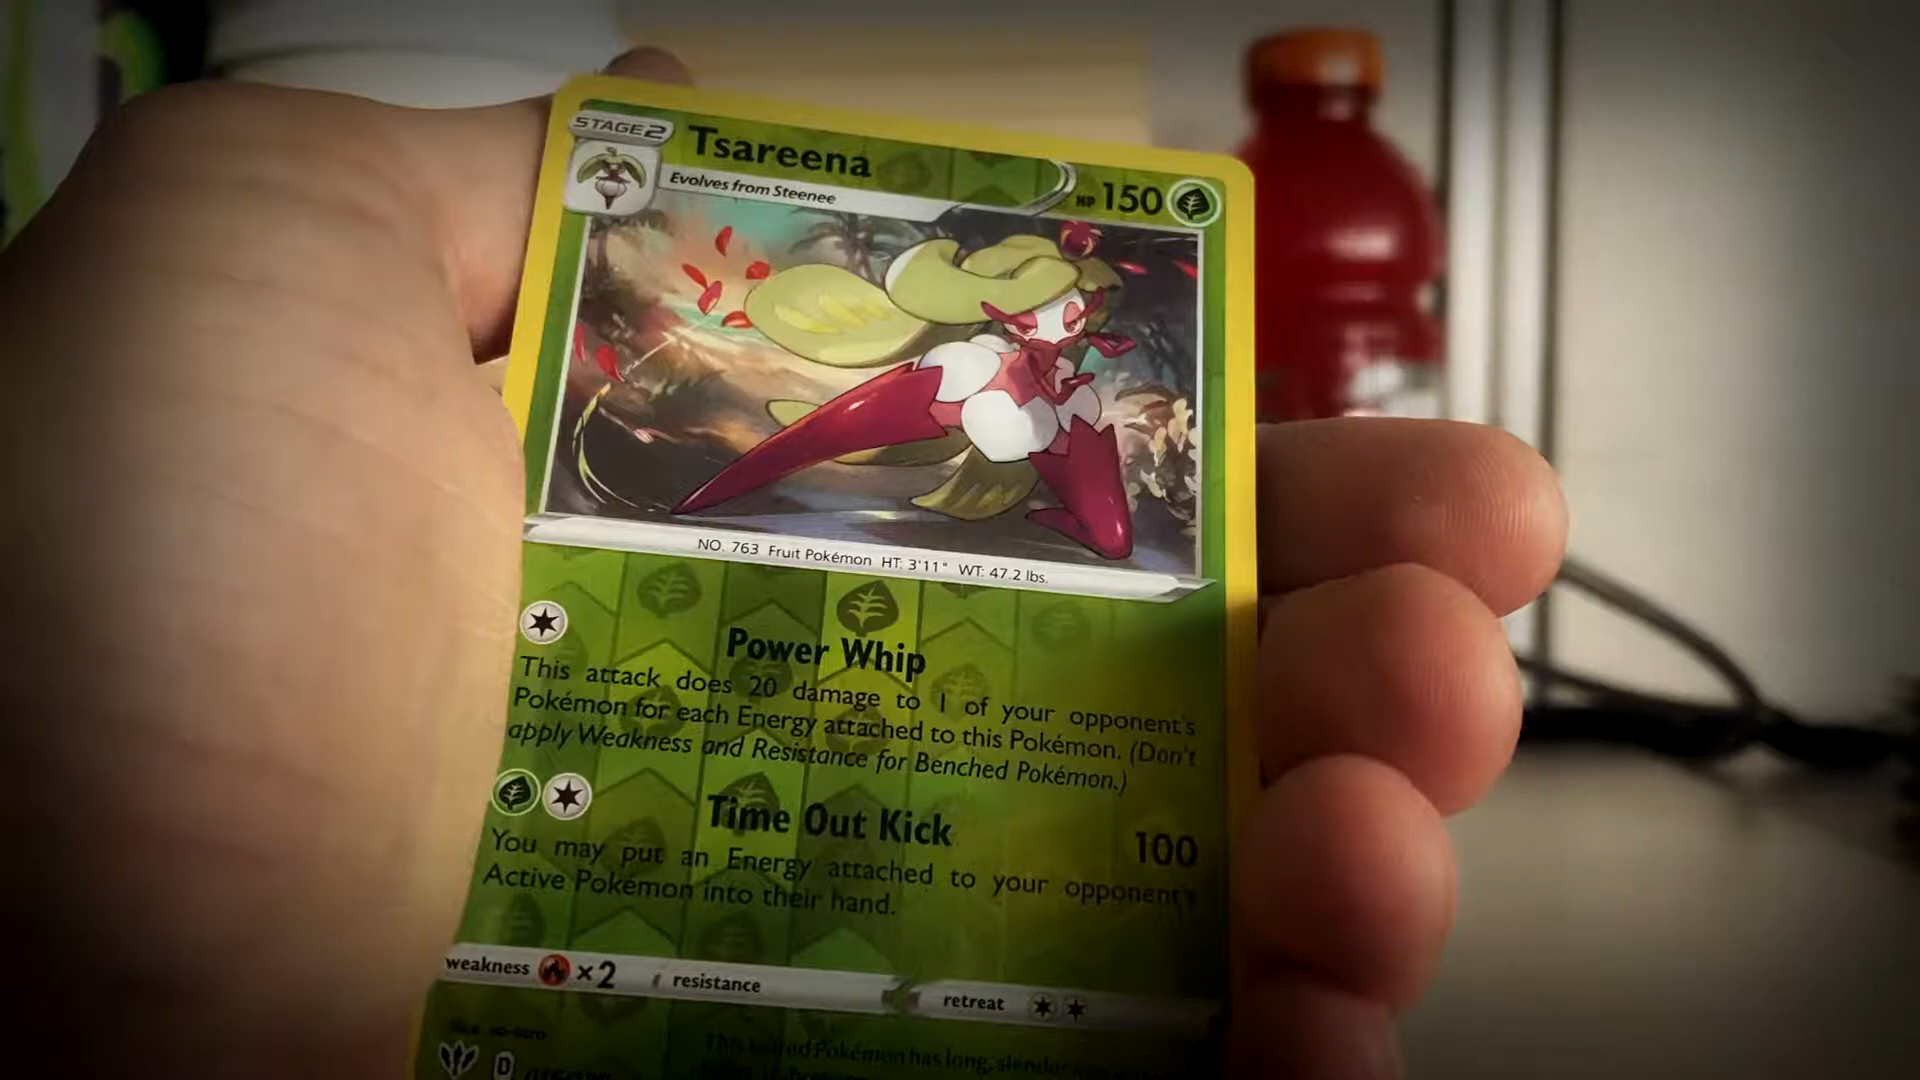 STAGE 2
Tsareena
HP 150
Evolves from Steenee
NO. 763 Fruit Pokémon HT: 3'11" WT: 47.2 lbs.
Power Whip
This attack does 20 damage to 1 of your opponent's
Pokémon for each Energy attached to this Pokémon. (Don't
apply Weakness and Resistance for Benched Pokémon.)
Time Out Kick
100
You may put an Energy attached to your opponent's
Active Pokémon into their hand.
weakness ×2 resistance retreat
D
Pokémon has long, slender